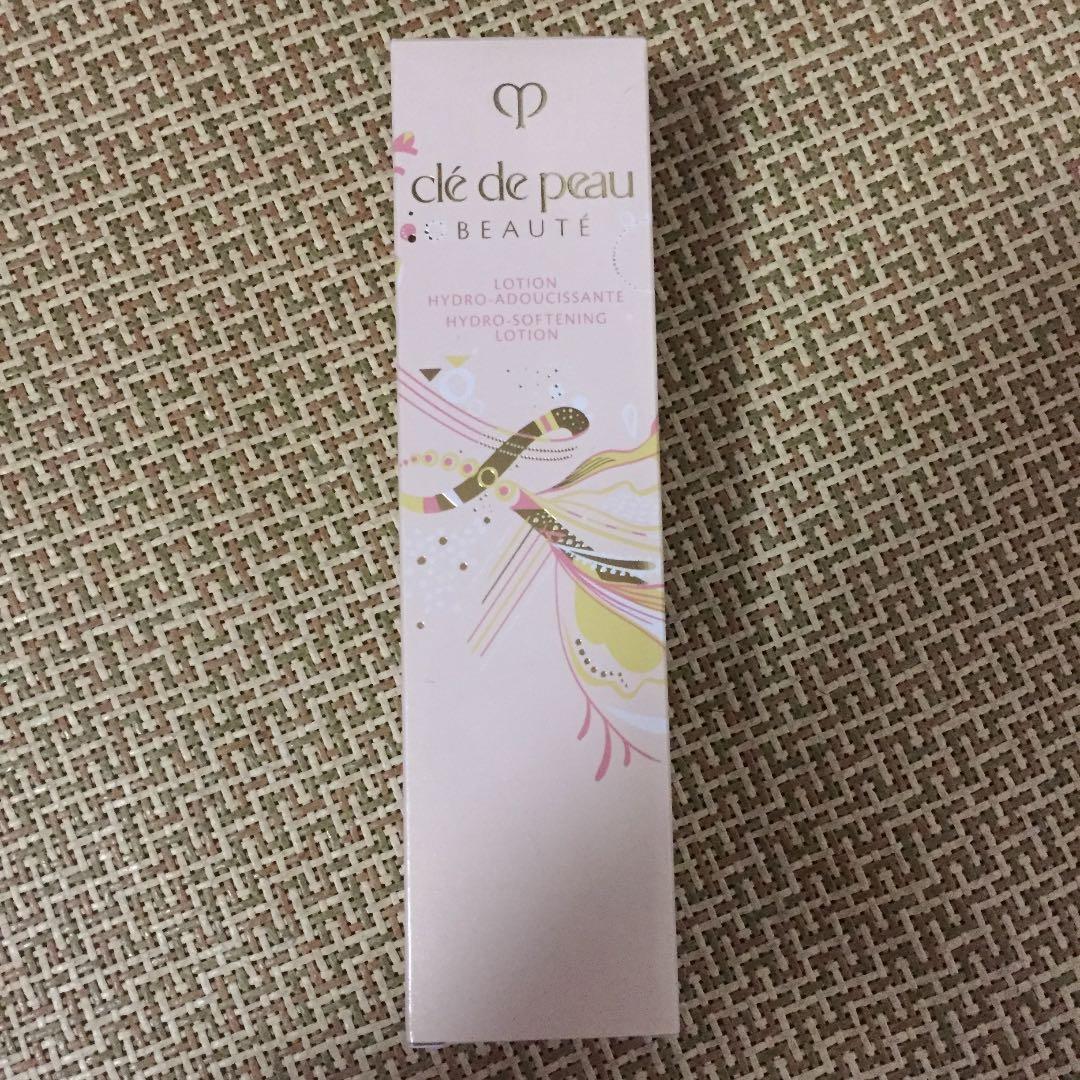 clé de peau
BEAUTÉ
LOTION
HYDRO-ADOUCISSANTE
HYDRO-SOFTENING
LOTION